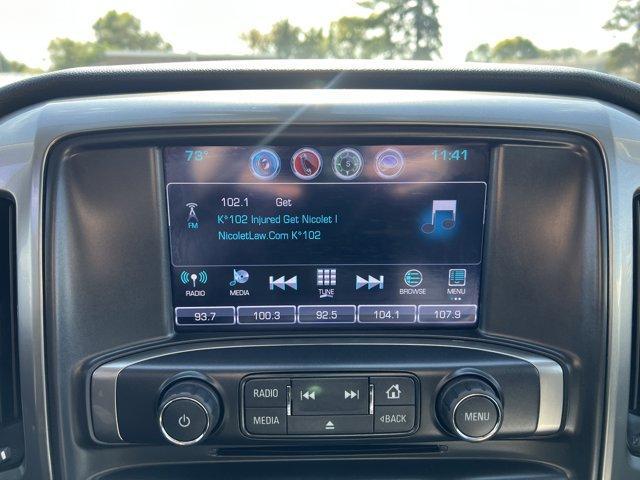 73° S 11:41
102.1 Get
FM
K*102 Injured Get Nicolet I
NicoletLaw.Com K*102
RADIO MEDIA TUNE BROWSE MENU
93.7 100.3 92.5 104.1 107.9
RADIO
MEDIA BACK
MENU